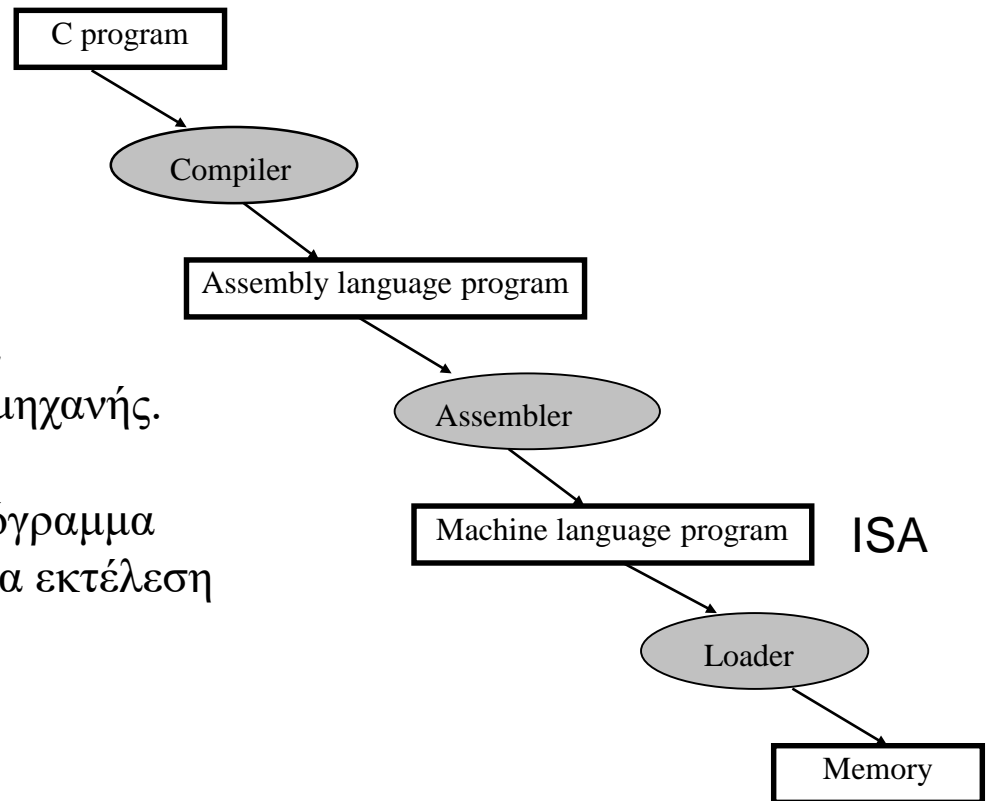 C program
Compiler
Assembly language program
μηχανής.
Assembler
Machine language program
ISA
εκτέλεση
Loader
Memory